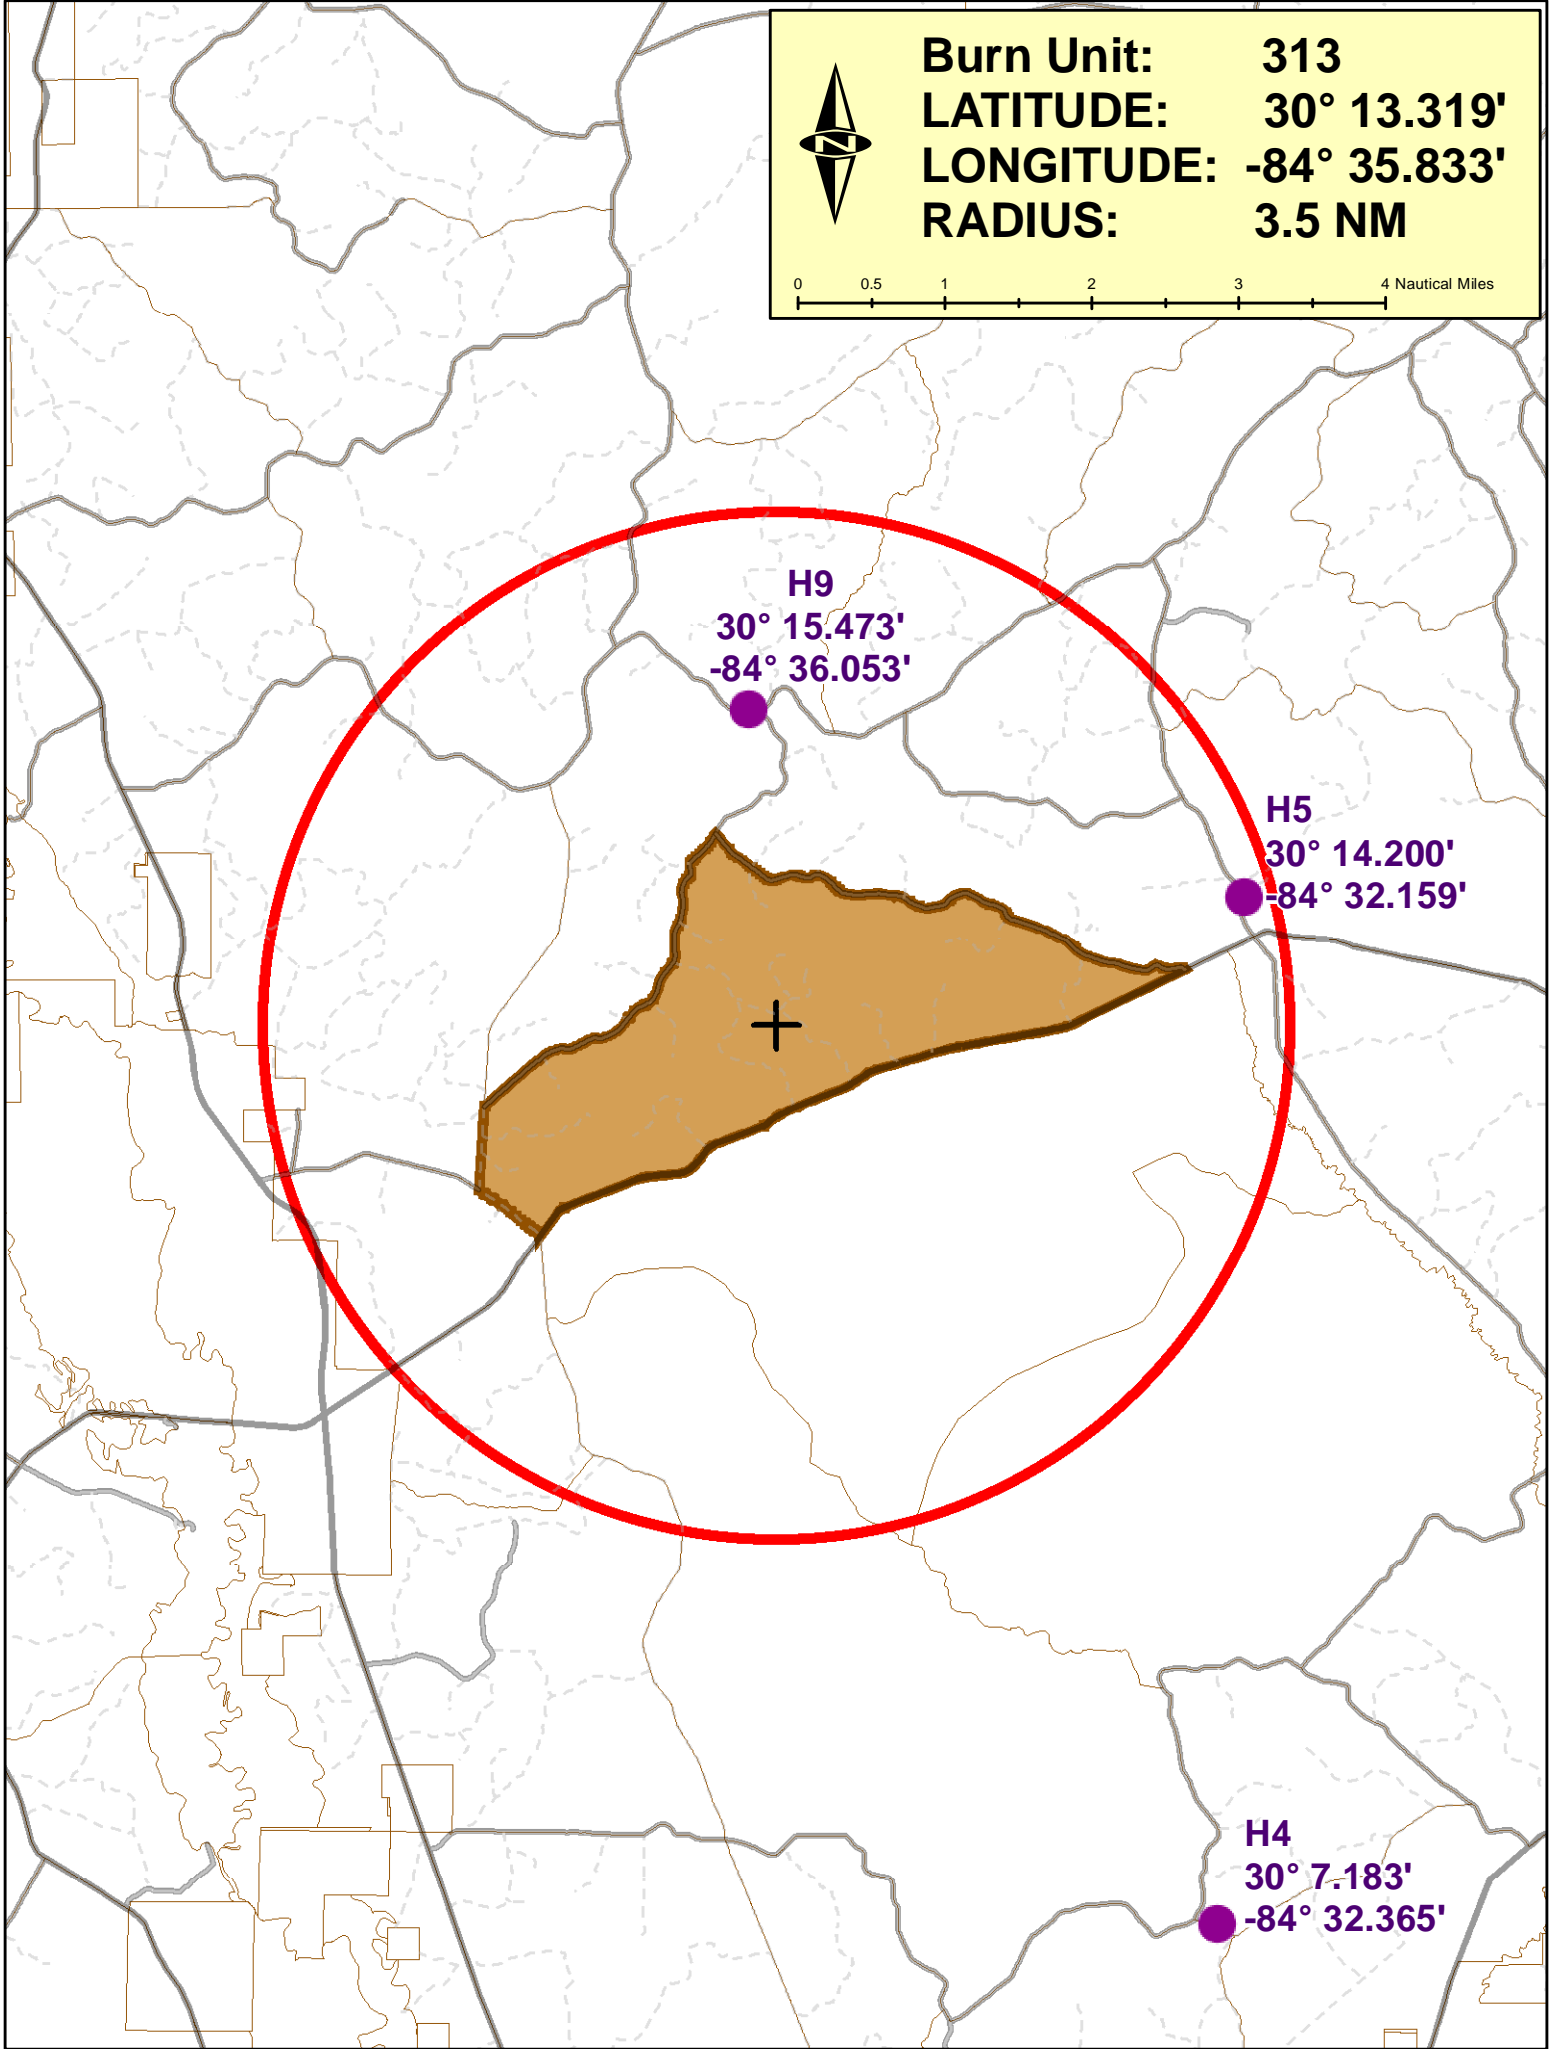 Burn Unit: 313
LATITUDE: 30° 13.319'
LONGITUDE: -84° 35.833'
RADIUS: 3.5 NM
N
0 0.5 1 2 3 4 Nautical Miles
H9
30° 15.473'
-84° 36.053'
H5
30° 14.200'
-84° 32.159'
H4
30° 7.183'
-84° 32.365'